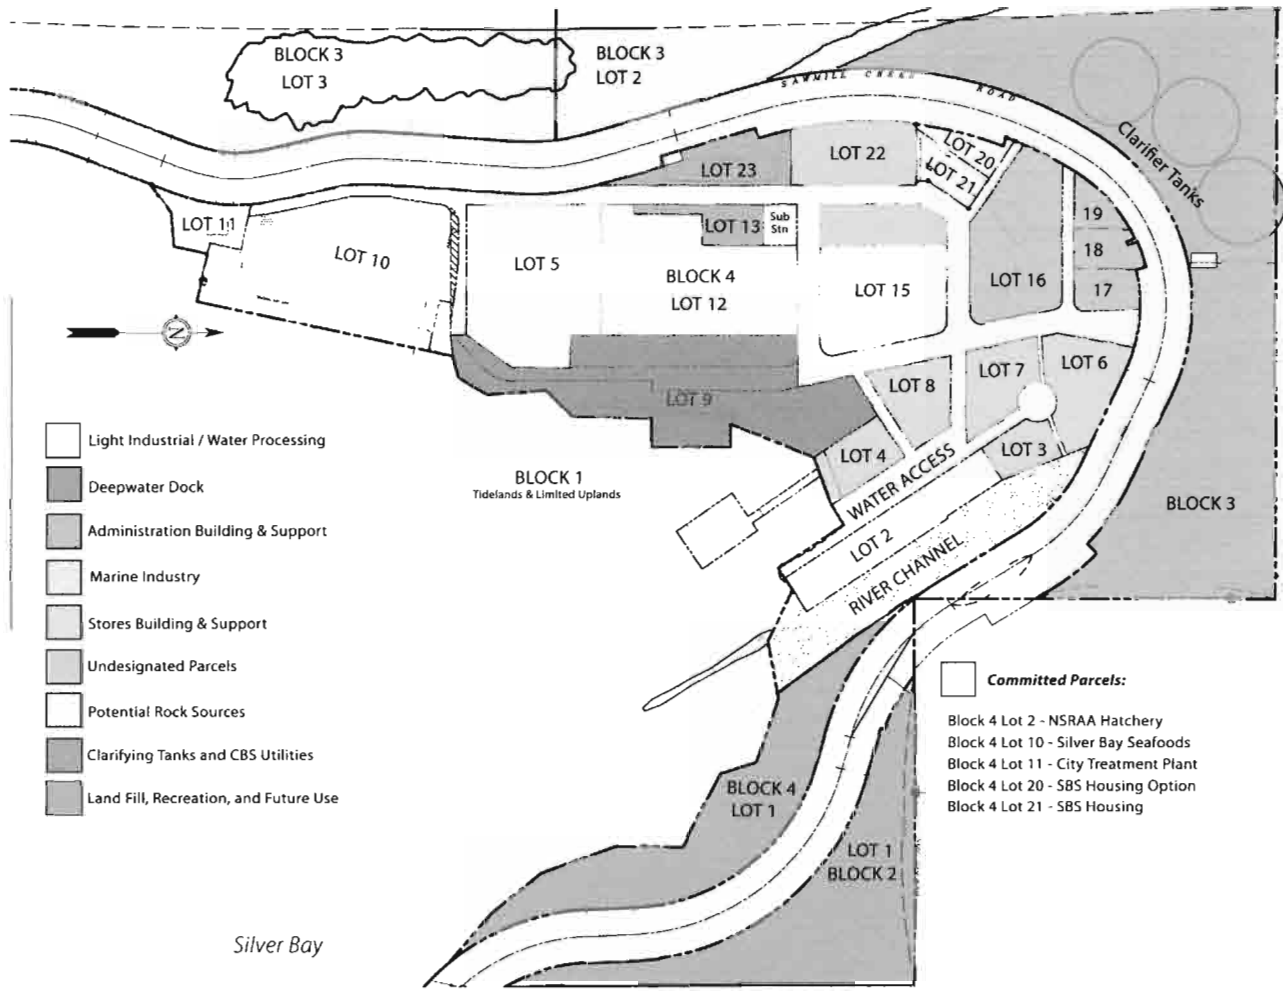 BLOCK 3
LOT 3
BLOCK 3
LOT 2
SAWMILL CREEK ROAD
Clarifier Tanks
LOT 23
LOT 22
LOT 20
LOT 21
LOT 11
LOT 10
LOT 5
LOT 13
Sub
Stn
BLOCK 4
LOT 12
LOT 15
LOT 16
19
18
17
N
LOT 9
LOT 8
LOT 7
LOT 6
LOT 4
LOT 3
WATER ACCESS
LOT 2
RIVER CHANNEL
BLOCK 3
BLOCK 1
Tidelands & Limited Uplands
Light Industrial / Water Processing
Deepwater Dock
Administration Building & Support
Marine Industry
Stores Building & Support
Undesignated Parcels
Potential Rock Sources
Clarifying Tanks and CBS Utilities
Land Fill, Recreation, and Future Use
Committed Parcels:
Block 4 Lot 2 - NSRAA Hatchery
Block 4 Lot 10 - Silver Bay Seafoods
Block 4 Lot 11 - City Treatment Plant
Block 4 Lot 20 - SBS Housing Option
Block 4 Lot 21 - SBS Housing
BLOCK 4
LOT 1
LOT 1
BLOCK 2
Silver Bay